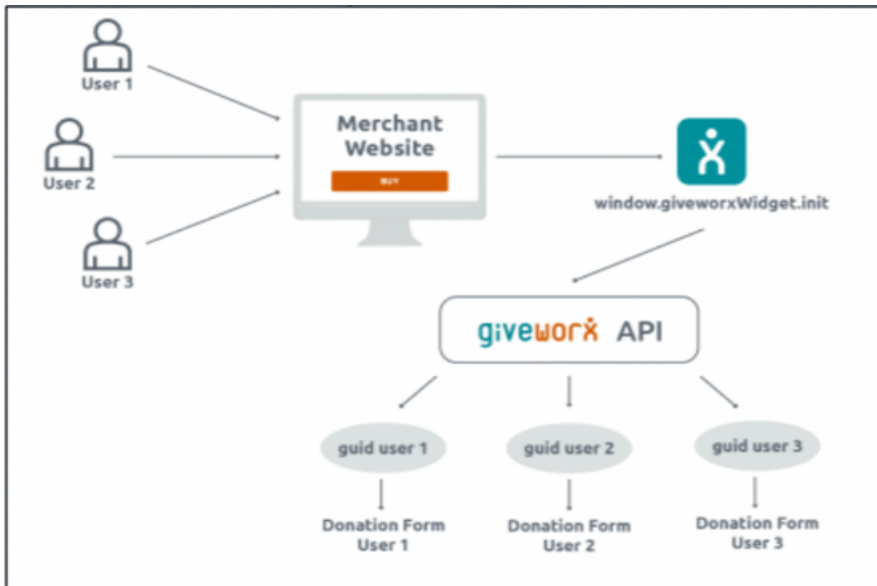 User 1
User 2
User 3
Merchant
Website
BUY
window.giveworxWidget.init
giveworx API
guid user 1
guid user 2
guid user 3
Donation Form
User 1
Donation Form
User 2
Donation Form
User 3